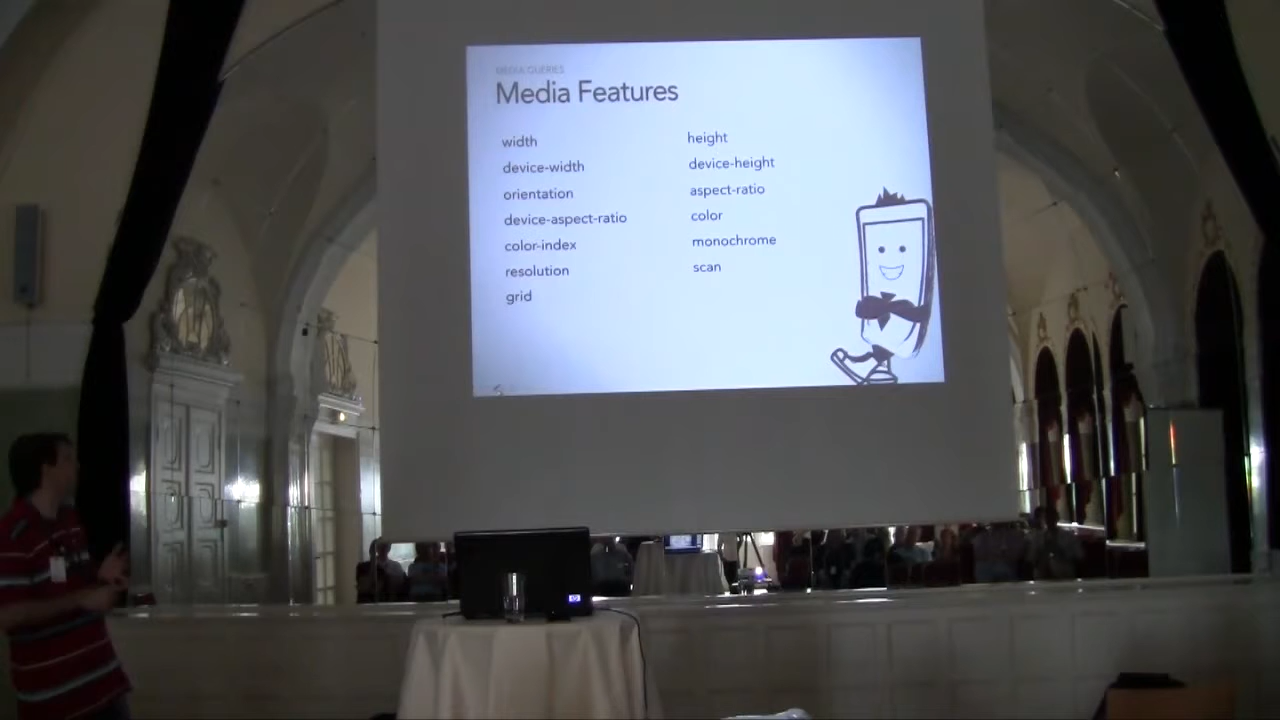 MEDIA QUERIES
Media Features
width
device-width
orientation
device-aspect-ratio
color-index
resolution
grid
height
device-height
aspect-ratio
color
monochrome
scan
hp